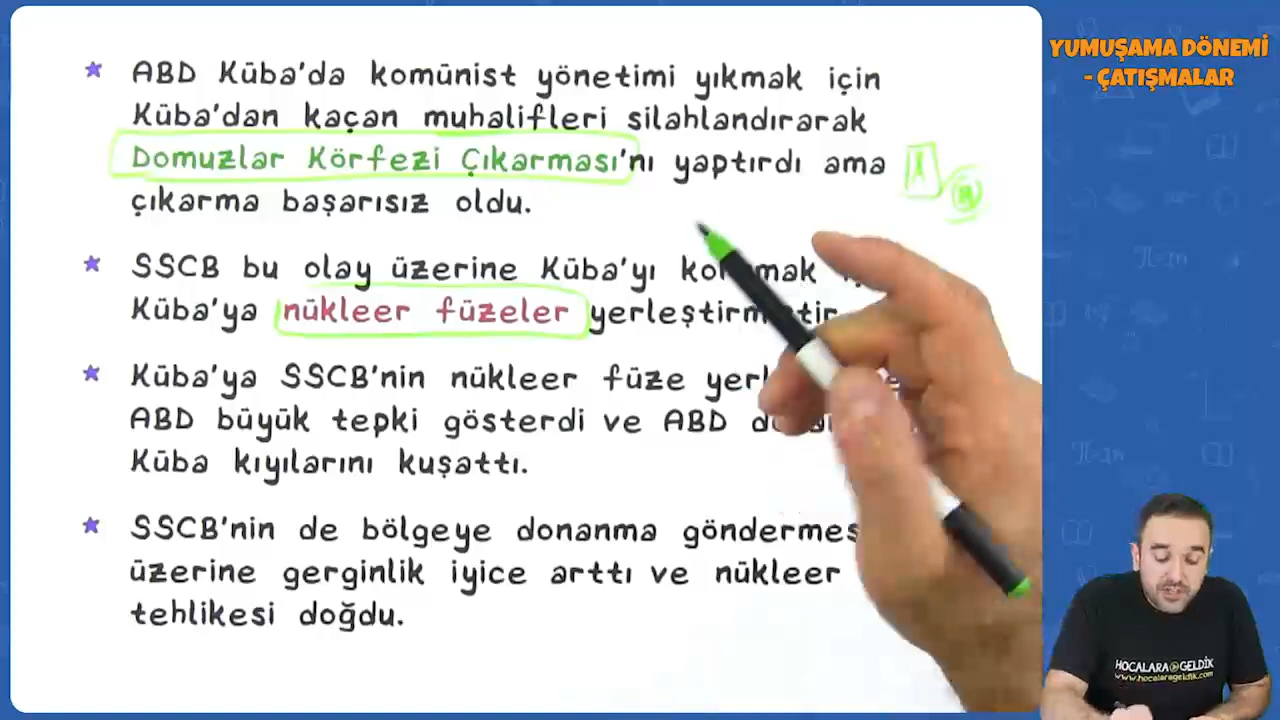 YUMUŞAMA DÖNEMİ
- ÇATIŞMALAR
★ ABD Küba'da komünist yönetimi yıkmak için
Küba'dan kaçan muhalifleri silahlandırarak
Domuzlar Körfezi Çıkarması'nı yaptırdı ama
çıkarma başarısız oldu.
★ SSCB bu olay üzerine Küba'yı
Küba'ya nükleer füzeler
★ Küba'ya SSCB'nin nükleer füze
ABD büyük tepki gösterdi ve ABD
Küba kıyılarını kuşattı.
★ SSCB'nin de bölgeye donanma
üzerine gerginlik iyice arttı ve nükleer
tehlikesi doğdu.
HOCALARA GELDİK
www.hocalarageldik.com